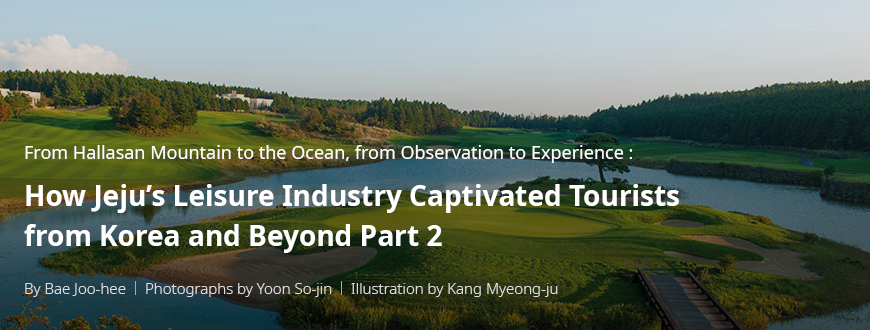 From Hallasan Mountain to the Ocean, from Observation to Experience :
How Jeju’s Leisure Industry Captivated Tourists
from Korea and Beyond Part 2
By Bae Joo-hee | Photographs by Yoon So-jin | Illustration by Kang Myeong-ju